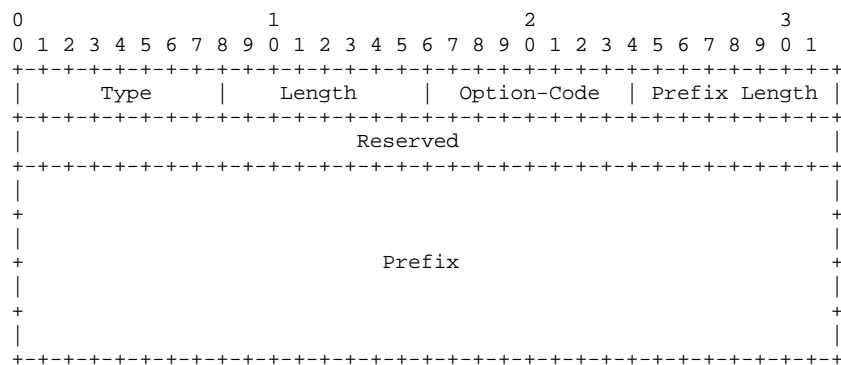 0                   1                   2                   3
0 1 2 3 4 5 6 7 8 9 0 1 2 3 4 5 6 7 8 9 0 1 2 3 4 5 6 7 8 9 0 1
+-+-+-+-+-+-+-+-+-+-+-+-+-+-+-+-+-+-+-+-+-+-+-+-+-+-+-+-+-+-+-+-+
|      Type     |    Length     |  Option-Code  | Prefix Length |
+-+-+-+-+-+-+-+-+-+-+-+-+-+-+-+-+-+-+-+-+-+-+-+-+-+-+-+-+-+-+-+-+
|                          Reserved                             |
+-+-+-+-+-+-+-+-+-+-+-+-+-+-+-+-+-+-+-+-+-+-+-+-+-+-+-+-+-+-+-+-+
|                                                               |
+                                                               +
|                                                               |
+                            Prefix                             +
|                                                               |
+                                                               +
|                                                               |
+-+-+-+-+-+-+-+-+-+-+-+-+-+-+-+-+-+-+-+-+-+-+-+-+-+-+-+-+-+-+-+-+